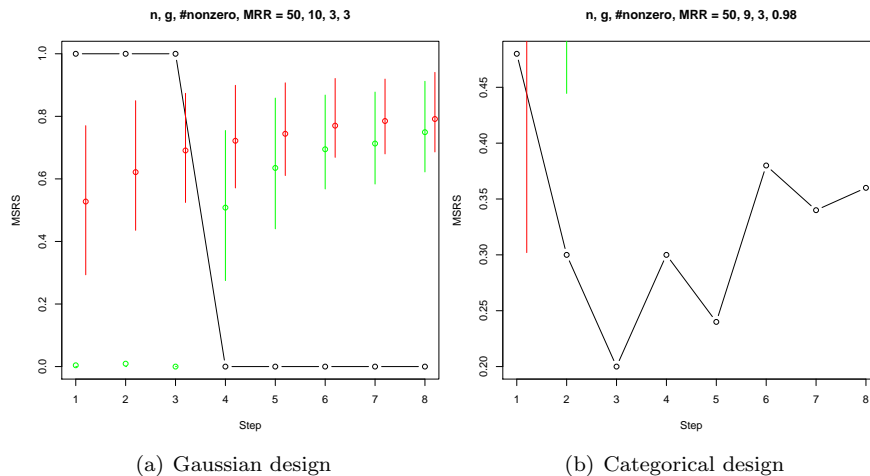 n, g, #nonzero, MRR = 50, 10, 3, 3
1.0
0.8
0.6
0.4
0.2
0.0
MSRS
1 2 3 4 5 6 7 8
Step
(a) Gaussian design
n, g, #nonzero, MRR = 50, 9, 3, 0.98
0.45
0.40
0.35
0.30
0.25
0.20
MSRS
1 2 3 4 5 6 7 8
Step
(b) Categorical design